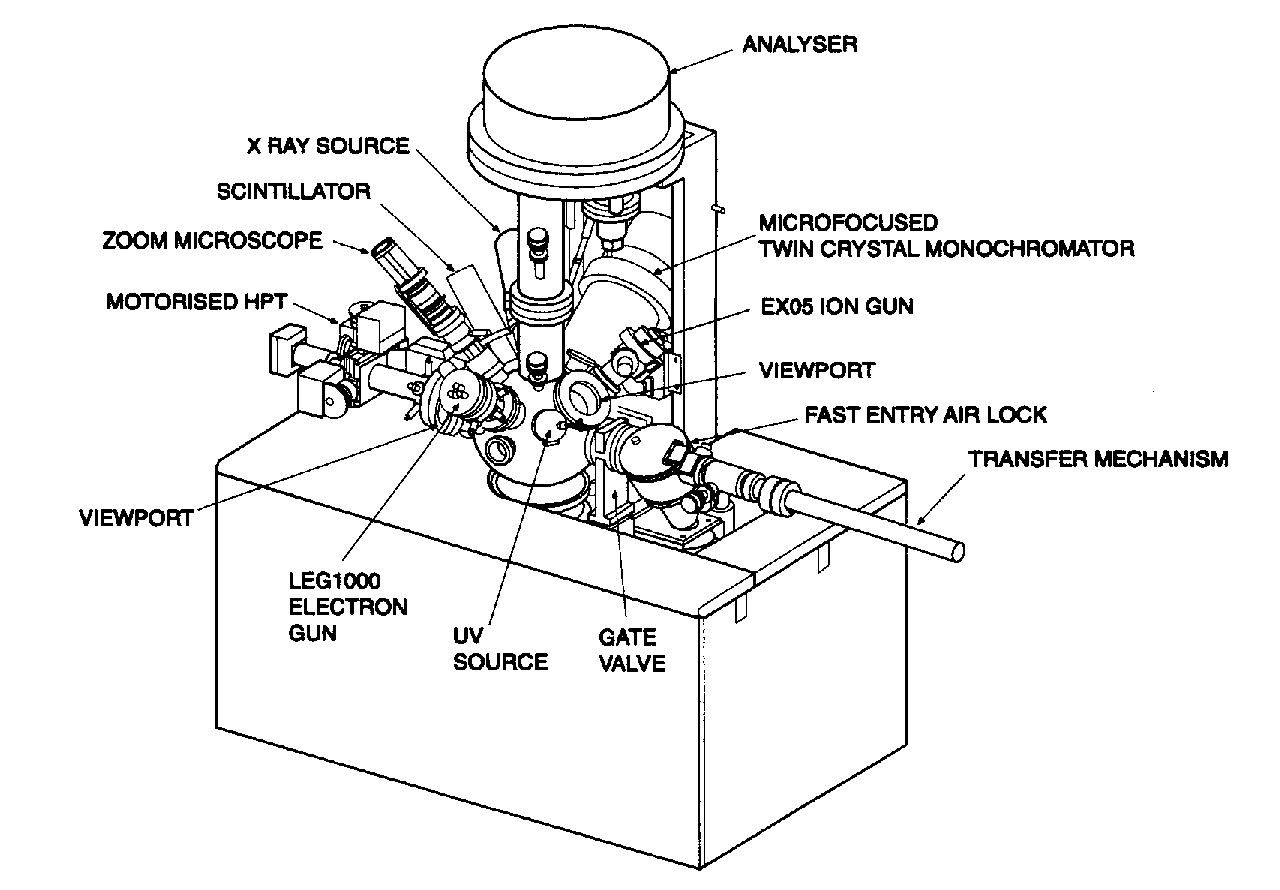 ANALYSER
X RAY SOURCE
SCINTILLATOR
ZOOM MICROSCOPE
MOTORISED HPT
MICROFOCUSED
TWIN CRYSTAL MONOCHROMATOR
EX05 ION GUN
VIEWPORT
FAST ENTRY AIR LOCK
TRANSFER MECHANISM
VIEWPORT
LEG1000
ELECTRON
GUN
UV
SOURCE
GATE
VALVE